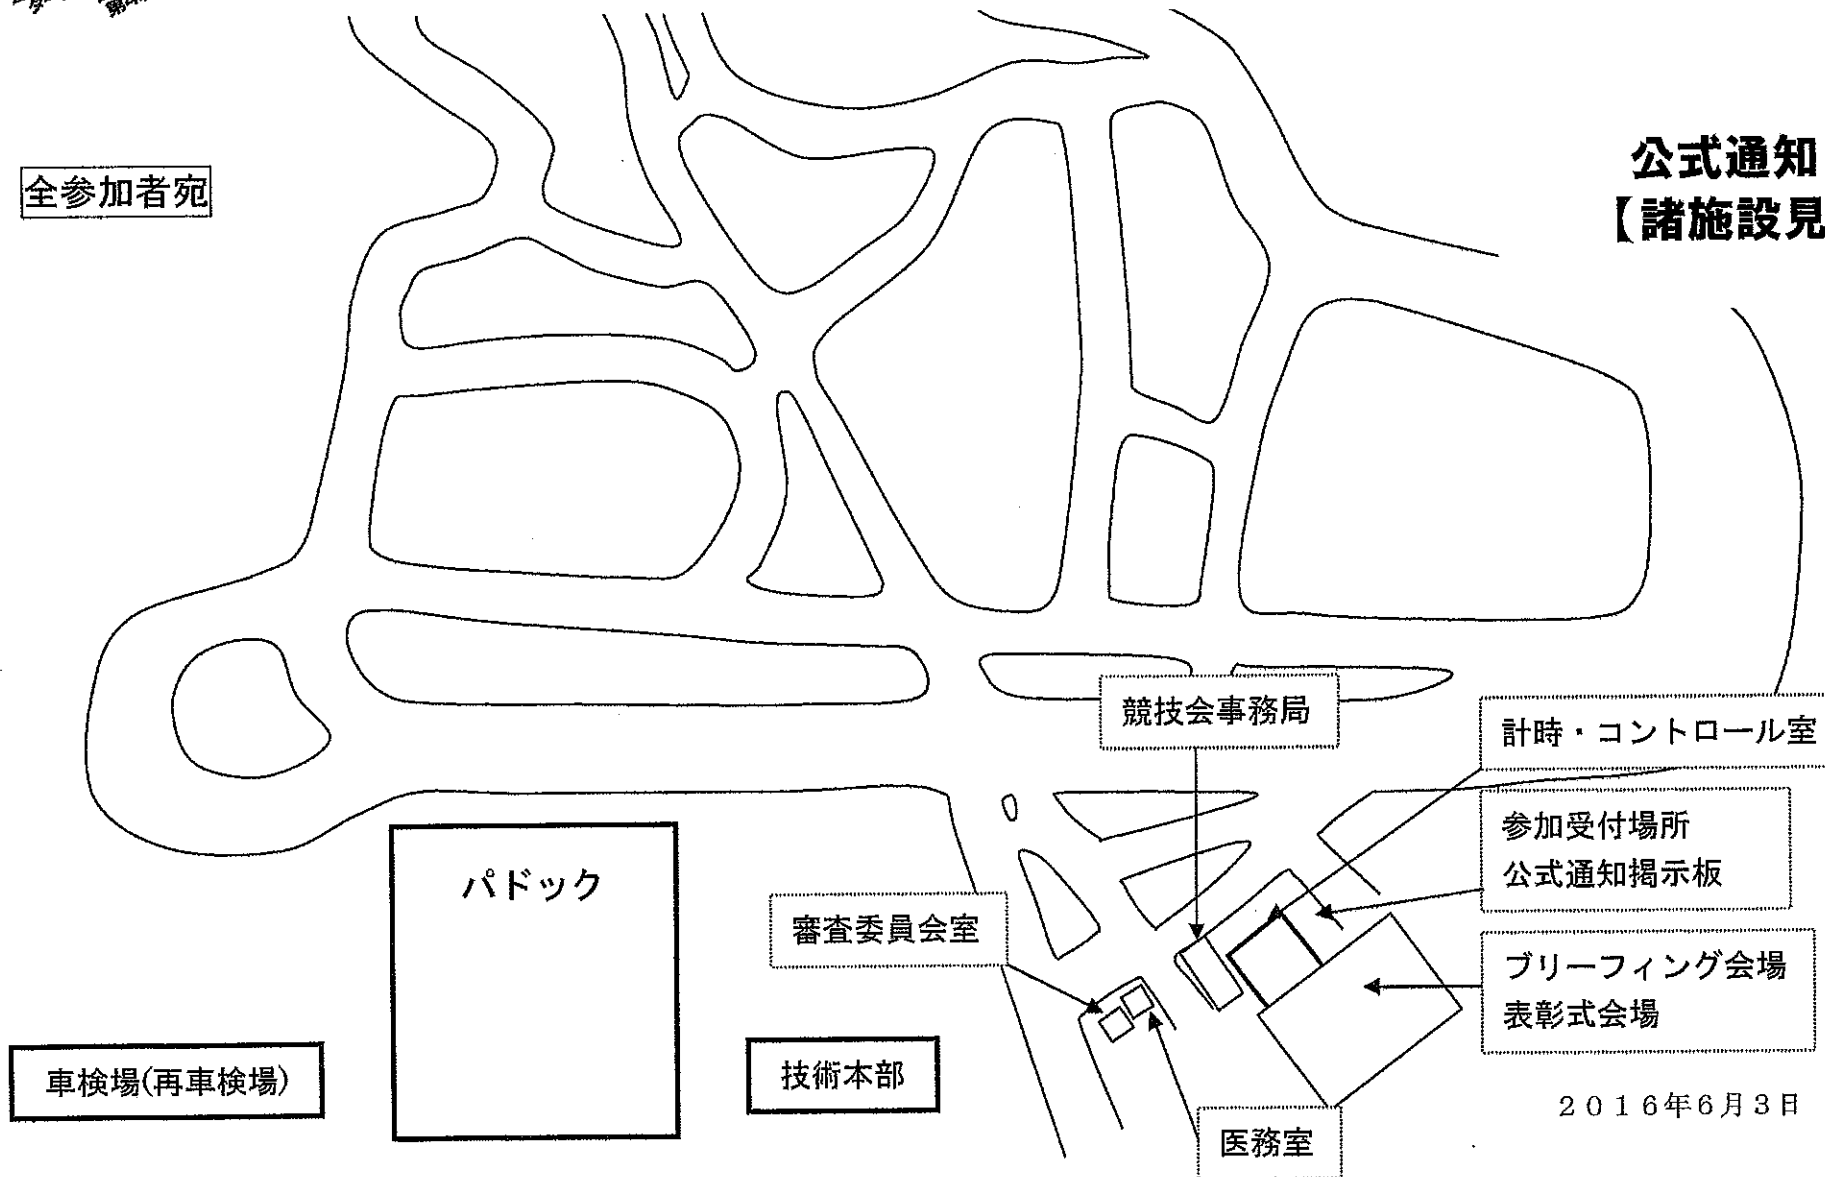 全参加者宛
公式通知
【諸施設見
競技会事務局
計時・コントロール室
参加受付場所
公式通知掲示板
パドック
審査委員会室
ブリーフィング会場
表彰式会場
車検場(再車検場)
技術本部
医務室
2016年6月3日